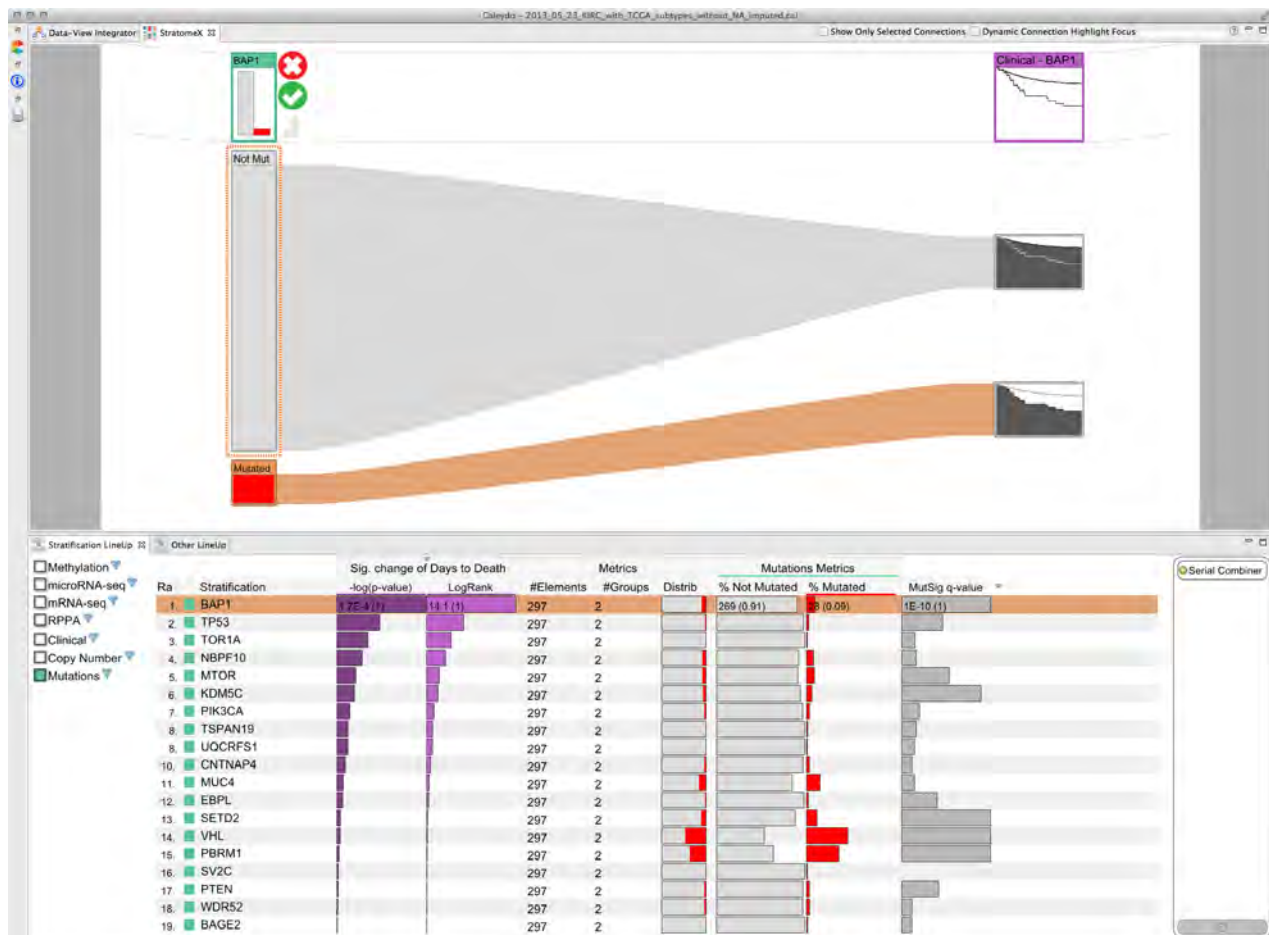 Caleydo – 2013_05_23_KIRC_with_TCGA_subtypes_without_NA_imputed.cal
Data-View Integrator StratomeX Show Only Selected Connections Dynamic Connection Highlight Focus
BAP1 Clinical - BAP1
Not Mut
Mutated
Stratification LineUp Other LineUp
Methylation
microRNA-seq
mRNA-seq
RPPA
Clinical
Copy Number
Mutations
Sig. change of Days to Death Metrics Mutations Metrics
Ra Stratification -log(p-value) LogRank #Elements #Groups Distrib % Not Mutated % Mutated MutSig q-value
1. BAP1 1.7E-4 (1) 14.1 (1) 297 2 269 (0.91) 28 (0.09) 1E-10 (1)
2. TP53 297 2
3. TOR1A 297 2
4. NBPF10 297 2
5. MTOR 297 2
6. KDM5C 297 2
7. PIK3CA 297 2
8. TSPAN19 297 2
8. UQCRFS1 297 2
10. CNTNAP4 297 2
11. MUC4 297 2
12. EBPL 297 2
13. SETD2 297 2
14. VHL 297 2
15. PBRM1 297 2
16. SV2C 297 2
17. PTEN 297 2
18. WDR52 297 2
19. BAGE2 297 2
Serial Combiner